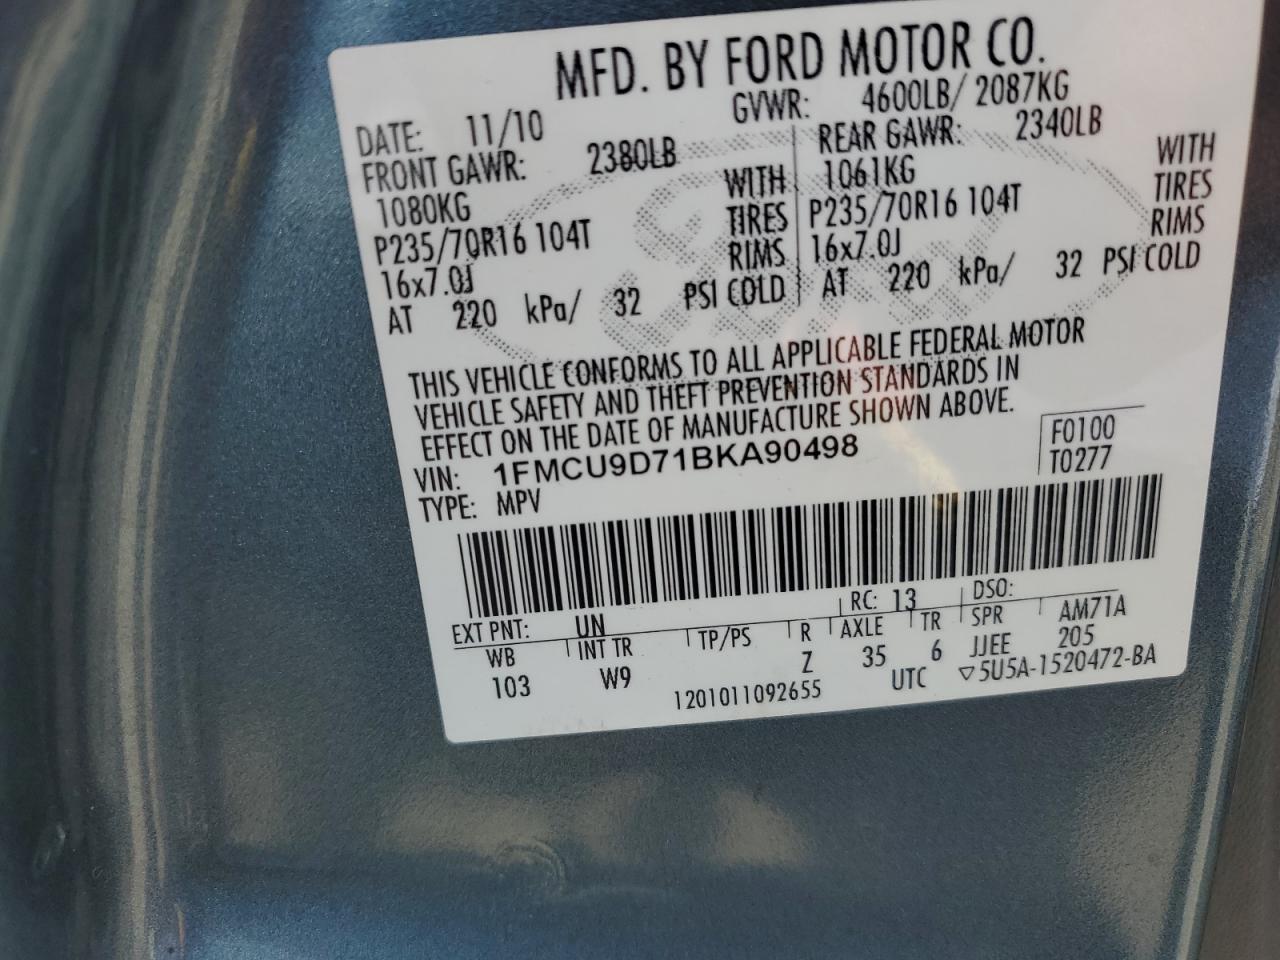 MFD. BY FORD MOTOR CO.
DATE: 11/10 GVWR: 4600LB/ 2087KG
FRONT GAWR: 2380LB REAR GAWR: 2340LB
1080KG WITH 1061KG WITH
P235/70R16 104T TIRES P235/70R16 104T TIRES
16x7.0J RIMS 16x7.0J RIMS
AT 220 kPa/ 32 PSI COLD AT 220 kPa/ 32 PSI COLD
THIS VEHICLE CONFORMS TO ALL APPLICABLE FEDERAL MOTOR
VEHICLE SAFETY AND THEFT PREVENTION STANDARDS IN
EFFECT ON THE DATE OF MANUFACTURE SHOWN ABOVE.
VIN: 1FMCU9D71BKA90498 F0100
TYPE: MPV T0277
EXT PNT: UN RC: 13 DSO:
WB INT TR TP/PS R AXLE TR SPR AM71A
103 W9 Z 35 6 JJEE 205
1201011092655 UTC ▽5U5A-1520472-BA